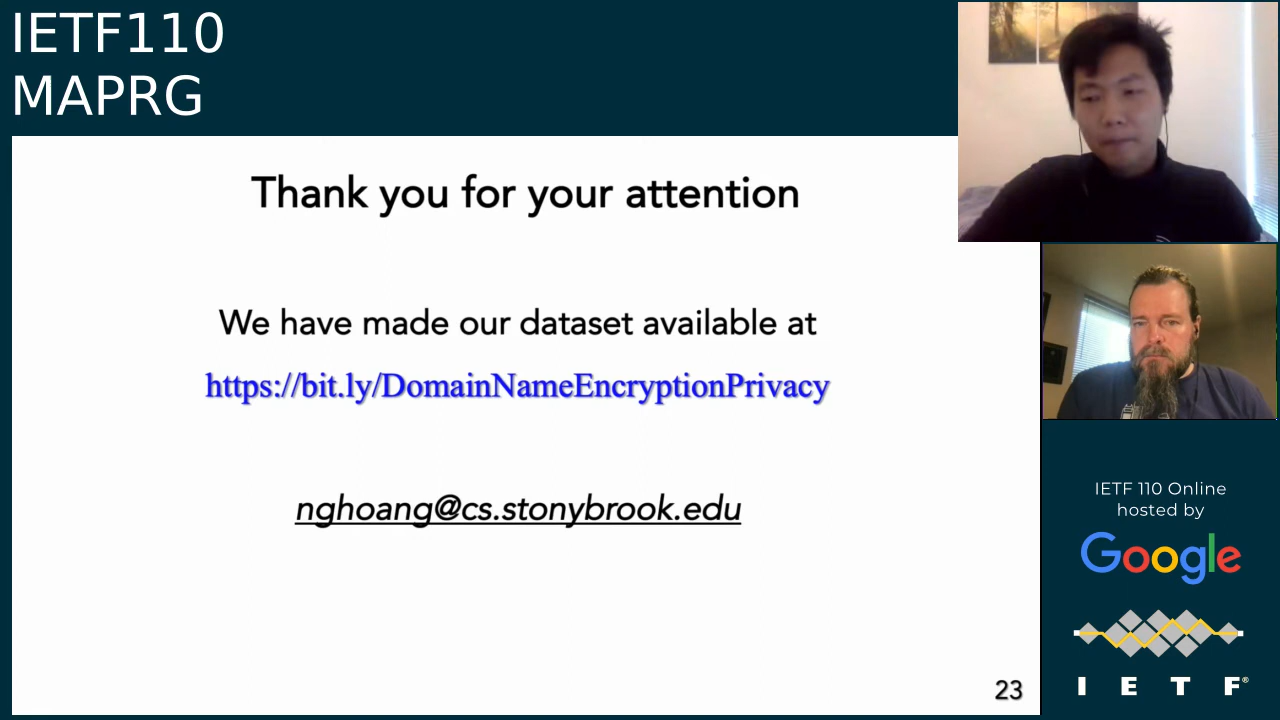 IETF110
MAPRG
Thank you for your attention
We have made our dataset available at
https://bit.ly/DomainNameEncryptionPrivacy
nghoang@cs.stonybrook.edu
23
IETF 110 Online
hosted by
Google
IETF®